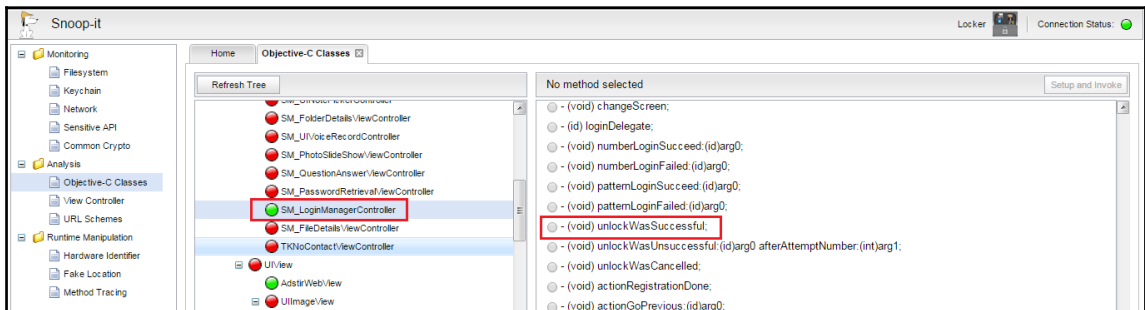 Snoop-it
Locker
Connection Status:
Monitoring
Filesystem
Keychain
Network
Sensitive API
Common Crypto
Analysis
Objective-C Classes
View Controller
URL Schemes
Runtime Manipulation
Hardware Identifier
Fake Location
Method Tracing
Home
Objective-C Classes
Refresh Tree
SM_UINotePickerController
SM_FolderDetailsViewController
SM_UIVoiceRecordController
SM_PhotoSlideShowViewController
SM_QuestionAnswerViewController
SM_PasswordRetrievalViewController
SM_LoginManagerController
SM_FileDetailsViewController
TKNoContactViewController
UIView
AdstirWebView
UIImageView
No method selected
Setup and Invoke
- (void) changeScreen;
- (id) loginDelegate;
- (void) numberLoginSucceed:(id)arg0;
- (void) numberLoginFailed:(id)arg0;
- (void) patternLoginSucceed:(id)arg0;
- (void) patternLoginFailed:(id)arg0;
- (void) unlockWasSuccessful;
- (void) unlockWasUnsuccessful:(id)arg0 afterAttemptNumber:(int)arg1;
- (void) unlockWasCancelled;
- (void) actionRegistrationDone;
- (void) actionGoPrevious:(id)arg0;